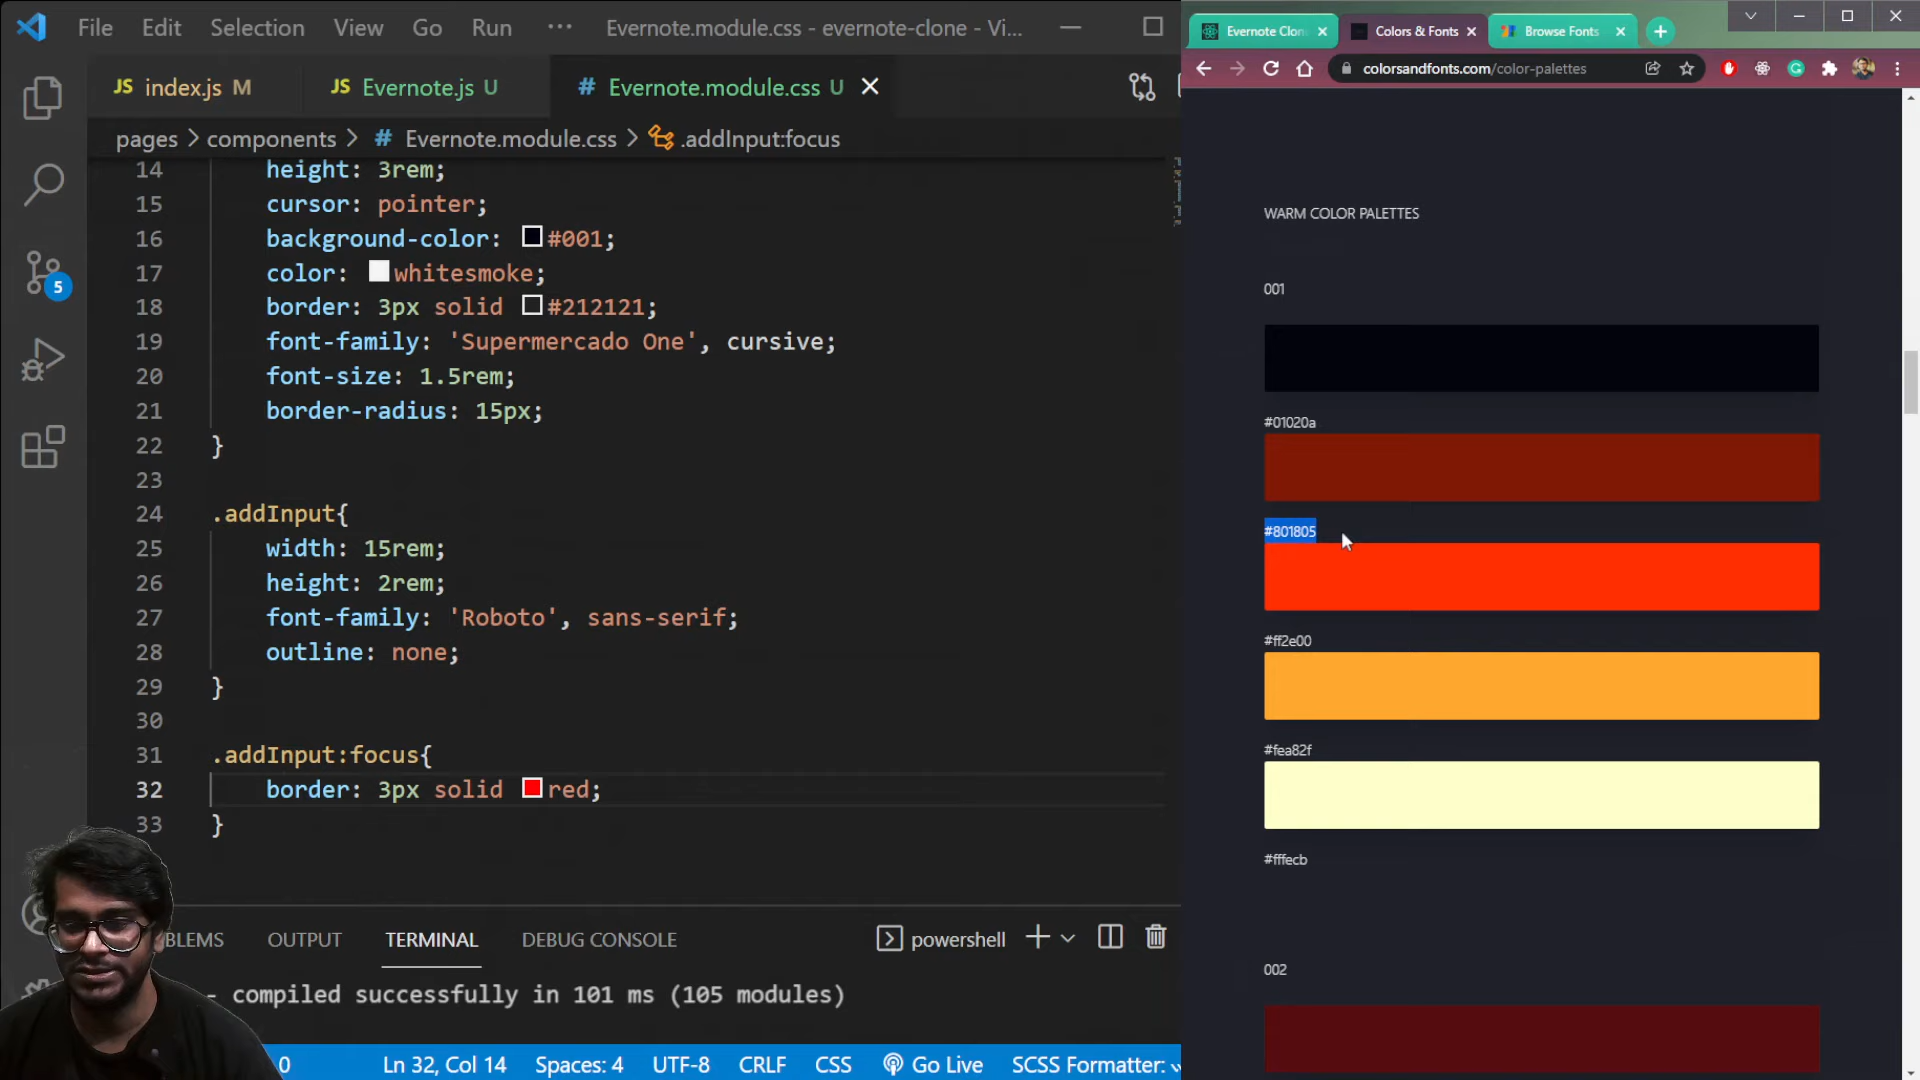 File Edit Selection View Go Run ··· Evernote.module.css - evernote-clone - Vi...
JS index.js M JS Evernote.js U # Evernote.module.css U
pages > components > # Evernote.module.css > .addInput:focus
14 height: 3rem;
15 cursor: pointer;
16 background-color: #001;
17 color: whitesmoke;
18 border: 3px solid #212121;
19 font-family: 'Supermercado One', cursive;
20 font-size: 1.5rem;
21 border-radius: 15px;
22 }
23
24 .addInput{
25 width: 15rem;
26 height: 2rem;
27 font-family: 'Roboto', sans-serif;
28 outline: none;
29 }
30
31 .addInput:focus{
32 border: 3px solid red;
33 }
5
BLEMS OUTPUT TERMINAL DEBUG CONSOLE powershell
- compiled successfully in 101 ms (105 modules)
0 Ln 32, Col 14 Spaces: 4 UTF-8 CRLF CSS Go Live SCSS Formatter:
Evernote Clon Colors & Fonts Browse Fonts
colorsandfonts.com/color-palettes
WARM COLOR PALETTES
001
#01020a
#801805
#ff2e00
#fea82f
#fffecb
002